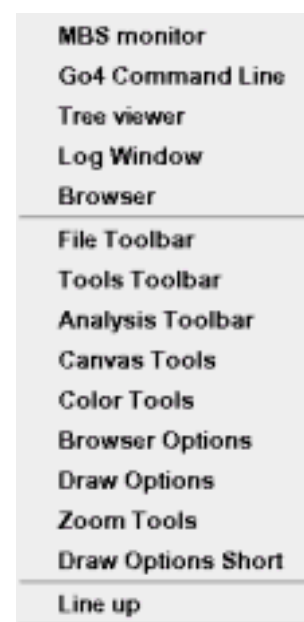 MBS monitor
Go4 Command Line
Tree viewer
Log Window
Browser
File Toolbar
Tools Toolbar
Analysis Toolbar
Canvas Tools
Color Tools
Browser Options
Draw Options
Zoom Tools
Draw Options Short
Line up